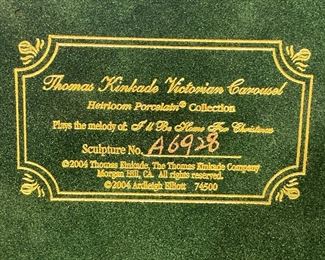 Thomas Kinkade Victorian Carousel
Heirloom Porcelain® Collection
Plays the melody of: I'll Be Home For Christmas
Sculpture No. A6928
©2004 Thomas Kinkade, The Thomas Kinkade Company
Morgan Hill, CA. All rights reserved.
©2004 Ardleigh Elliott 74500